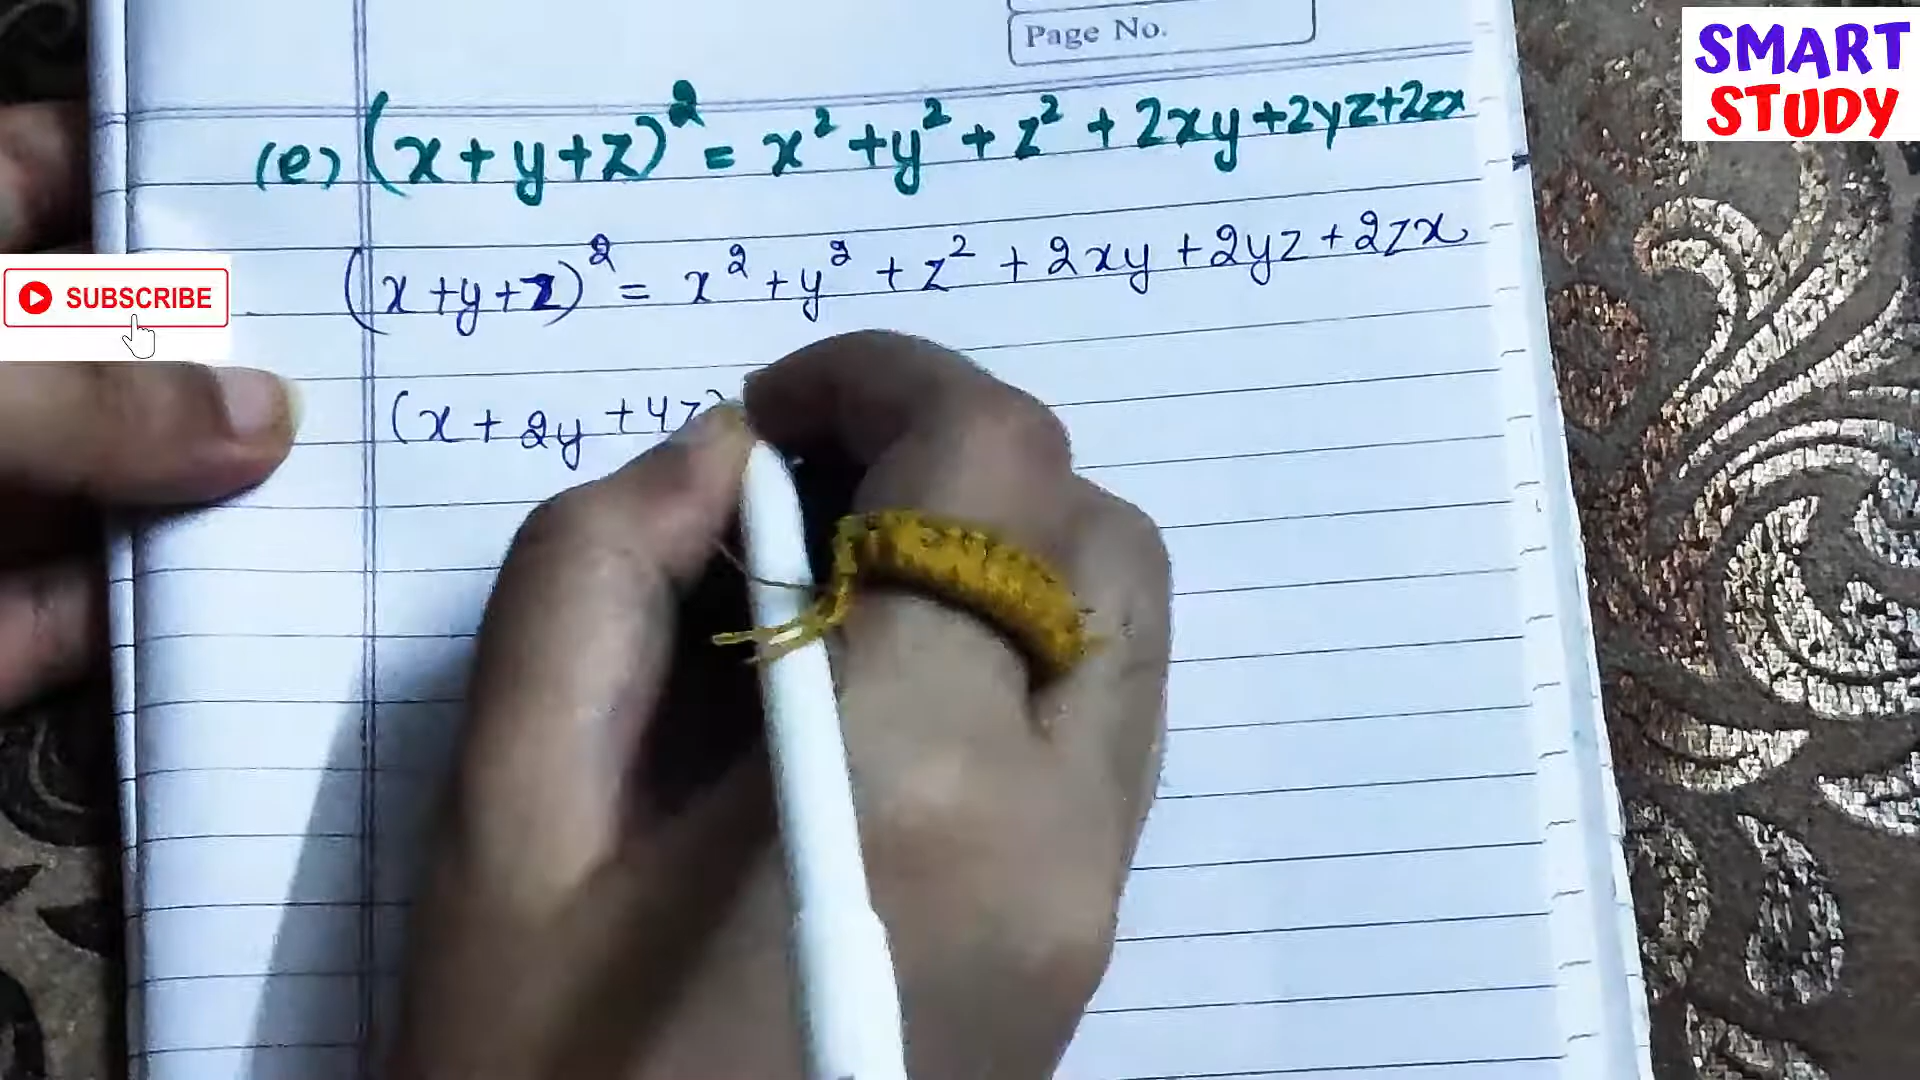 Page No.
SMART
STUDY
(e) (x+y+z)² = x² + y² + z² + 2xy + 2yz + 2zx
SUBSCRIBE
(x+y+z)² = x² + y² + z² + 2xy + 2yz + 2zx
(x + 2y + 4z)